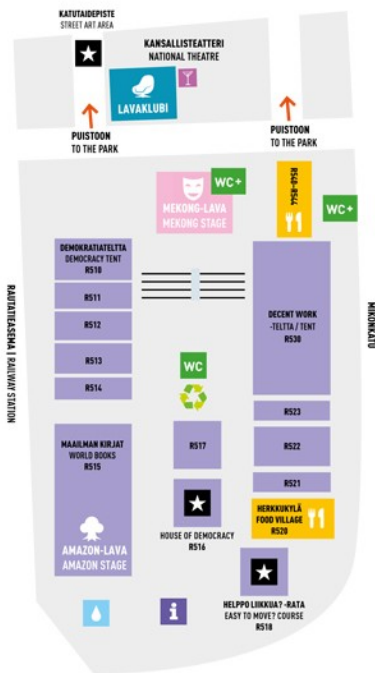 KATUTAIDEPISTE
STREET ART AREA
KANSALLISTEATTERI
NATIONAL THEATRE
LAVAKLUBI
PUISTOON
TO THE PARK
PUISTOON
TO THE PARK
WC+
MEKONG-LAVA
MEKONG STAGE
R540-R544
WC+
DEMOKRATIATELTTA
DEMOCRACY TENT
R510
R511
R512
R513
R514
DECENT WORK
-TELTTA / TENT
R530
RAUTATIEASEMA | RAILWAY STATION
MIKONKATU
WC
R523
R522
R521
MAAILMAN KIRJAT
WORLD BOOKS
R515
R517
AMAZON-LAVA
AMAZON STAGE
HOUSE OF DEMOCRACY
R516
HERKKUKYLÄ
FOOD VILLAGE
R520
i
HELPPO LIIKKUA? -RATA
EASY TO MOVE? COURSE
R518